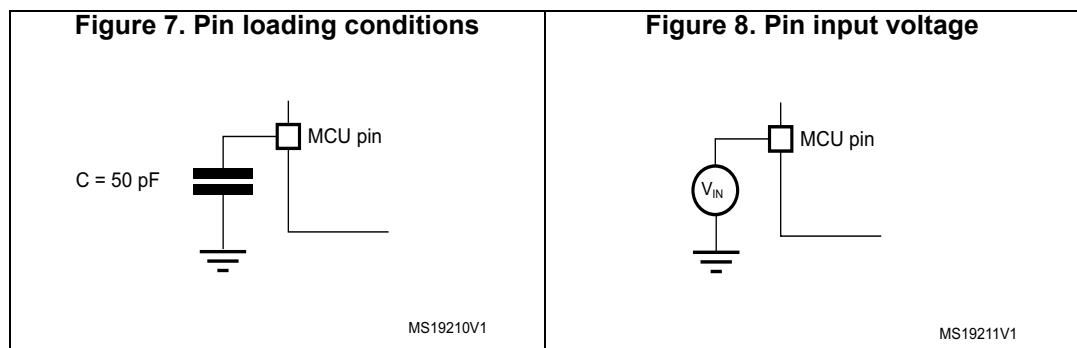 Figure 7. Pin loading conditions
MCU pin
C = 50 pF
MS19210V1
Figure 8. Pin input voltage
MCU pin
VIN
MS19211V1